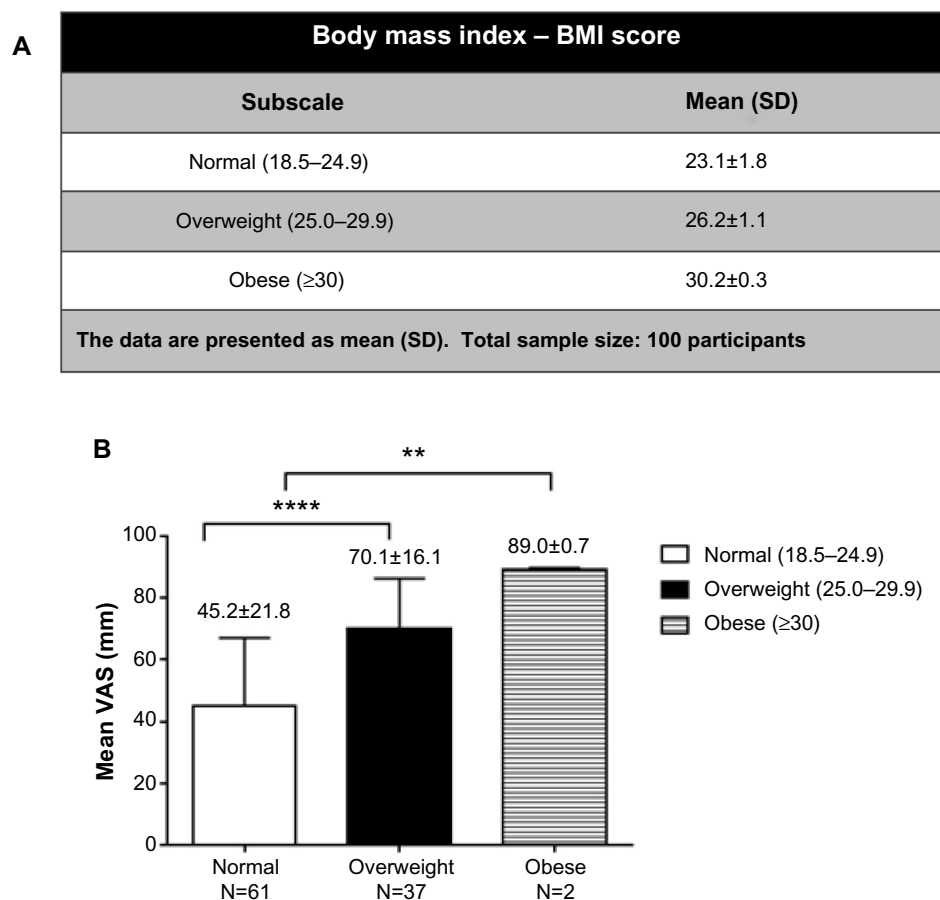 A
Body mass index – BMI score
Subscale Mean (SD)
Normal (18.5–24.9) 23.1±1.8
Overweight (25.0–29.9) 26.2±1.1
Obese (≥30) 30.2±0.3
The data are presented as mean (SD). Total sample size: 100 participants
B
**
****
100
80
60
40
20
0
Mean VAS (mm)
45.2±21.8
70.1±16.1
89.0±0.7
Normal (18.5–24.9)
Overweight (25.0–29.9)
Obese (≥30)
Normal Overweight Obese
N=61 N=37 N=2